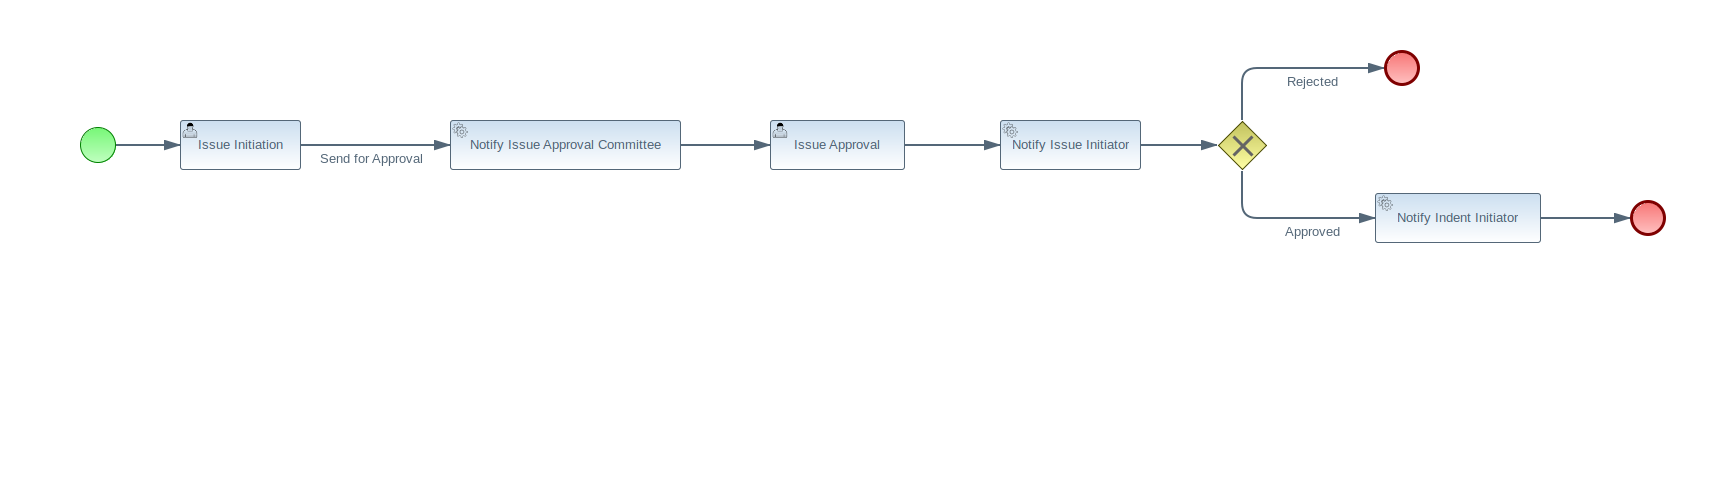 Issue Initiation
Send for Approval
Notify Issue Approval Committee
Issue Approval
Notify Issue Initiator
Rejected
Approved
Notify Indent Initiator